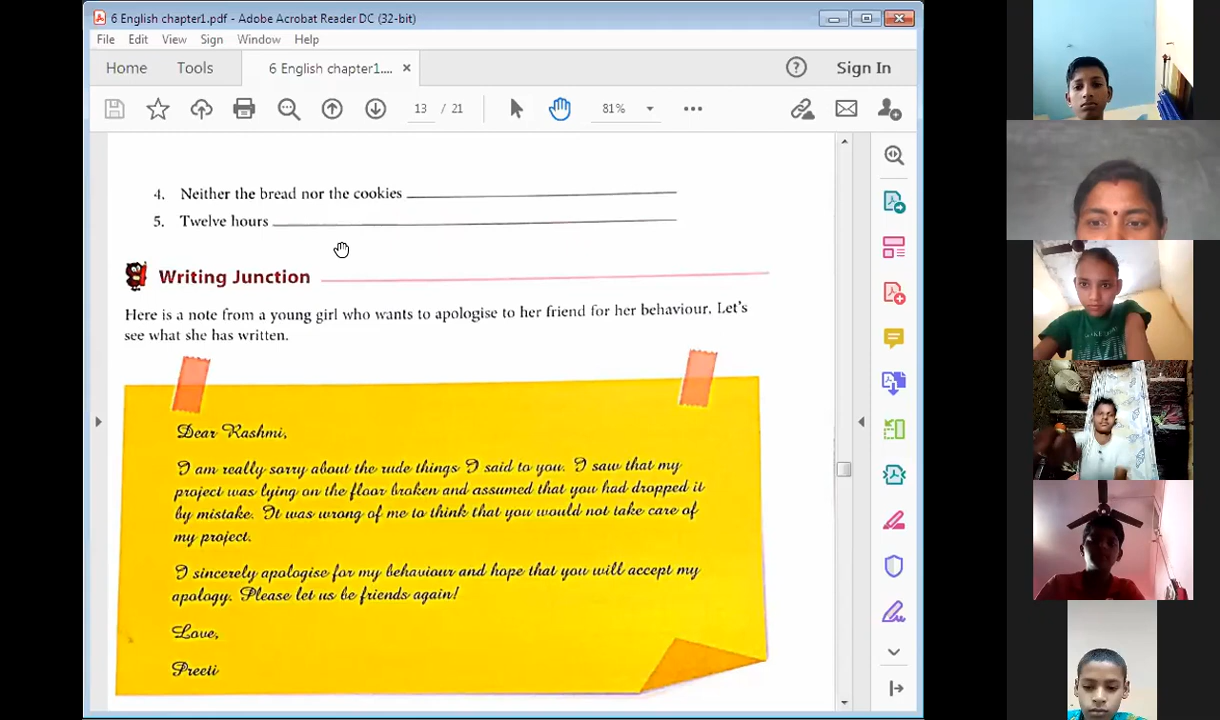 6 English chapter1.pdf - Adobe Acrobat Reader DC (32-bit)
File Edit View Sign Window Help
Home Tools 6 English chapter1.... × Sign In
13 / 21 81%
4. Neither the bread nor the cookies
5. Twelve hours
Writing Junction
Here is a note from a young girl who wants to apologise to her friend for her behaviour. Let's
see what she has written.
Dear Rashmi,
I am really sorry about the rude things I said to you. I saw that my
project was lying on the floor broken and assumed that you had dropped it
by mistake. It was wrong of me to think that you would not take care of
my project.
I sincerely apologise for my behaviour and hope that you will accept my
apology. Please let us be friends again!
Love,
Preeti